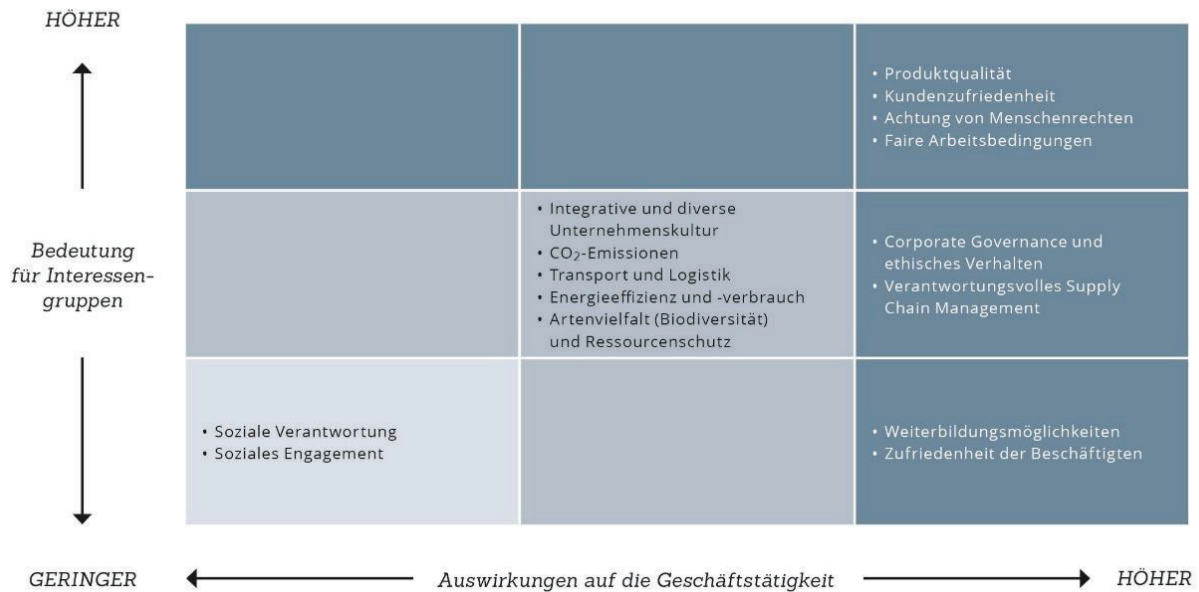 HÖHER
• Produktqualität
• Kundenzufriedenheit
• Achtung von Menschenrechten
• Faire Arbeitsbedingungen
Bedeutung
für Interessen-
gruppen
• Integrative und diverse
Unternehmenskultur
• CO₂-Emissionen
• Transport und Logistik
• Energieeffizienz und -verbrauch
• Artenvielfalt (Biodiversität)
und Ressourcenschutz
• Corporate Governance und
ethisches Verhalten
• Verantwortungsvolles Supply
Chain Management
• Soziale Verantwortung
• Soziales Engagement
• Weiterbildungsmöglichkeiten
• Zufriedenheit der Beschäftigten
GERINGER
Auswirkungen auf die Geschäftstätigkeit
HÖHER